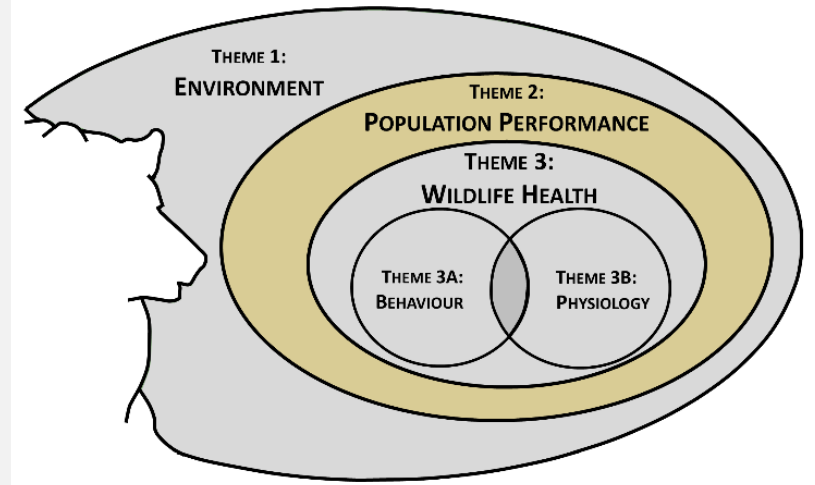 THEME 1:
ENVIRONMENT
THEME 2:
POPULATION PERFORMANCE
THEME 3:
WILDLIFE HEALTH
THEME 3A:
BEHAVIOUR
THEME 3B:
PHYSIOLOGY